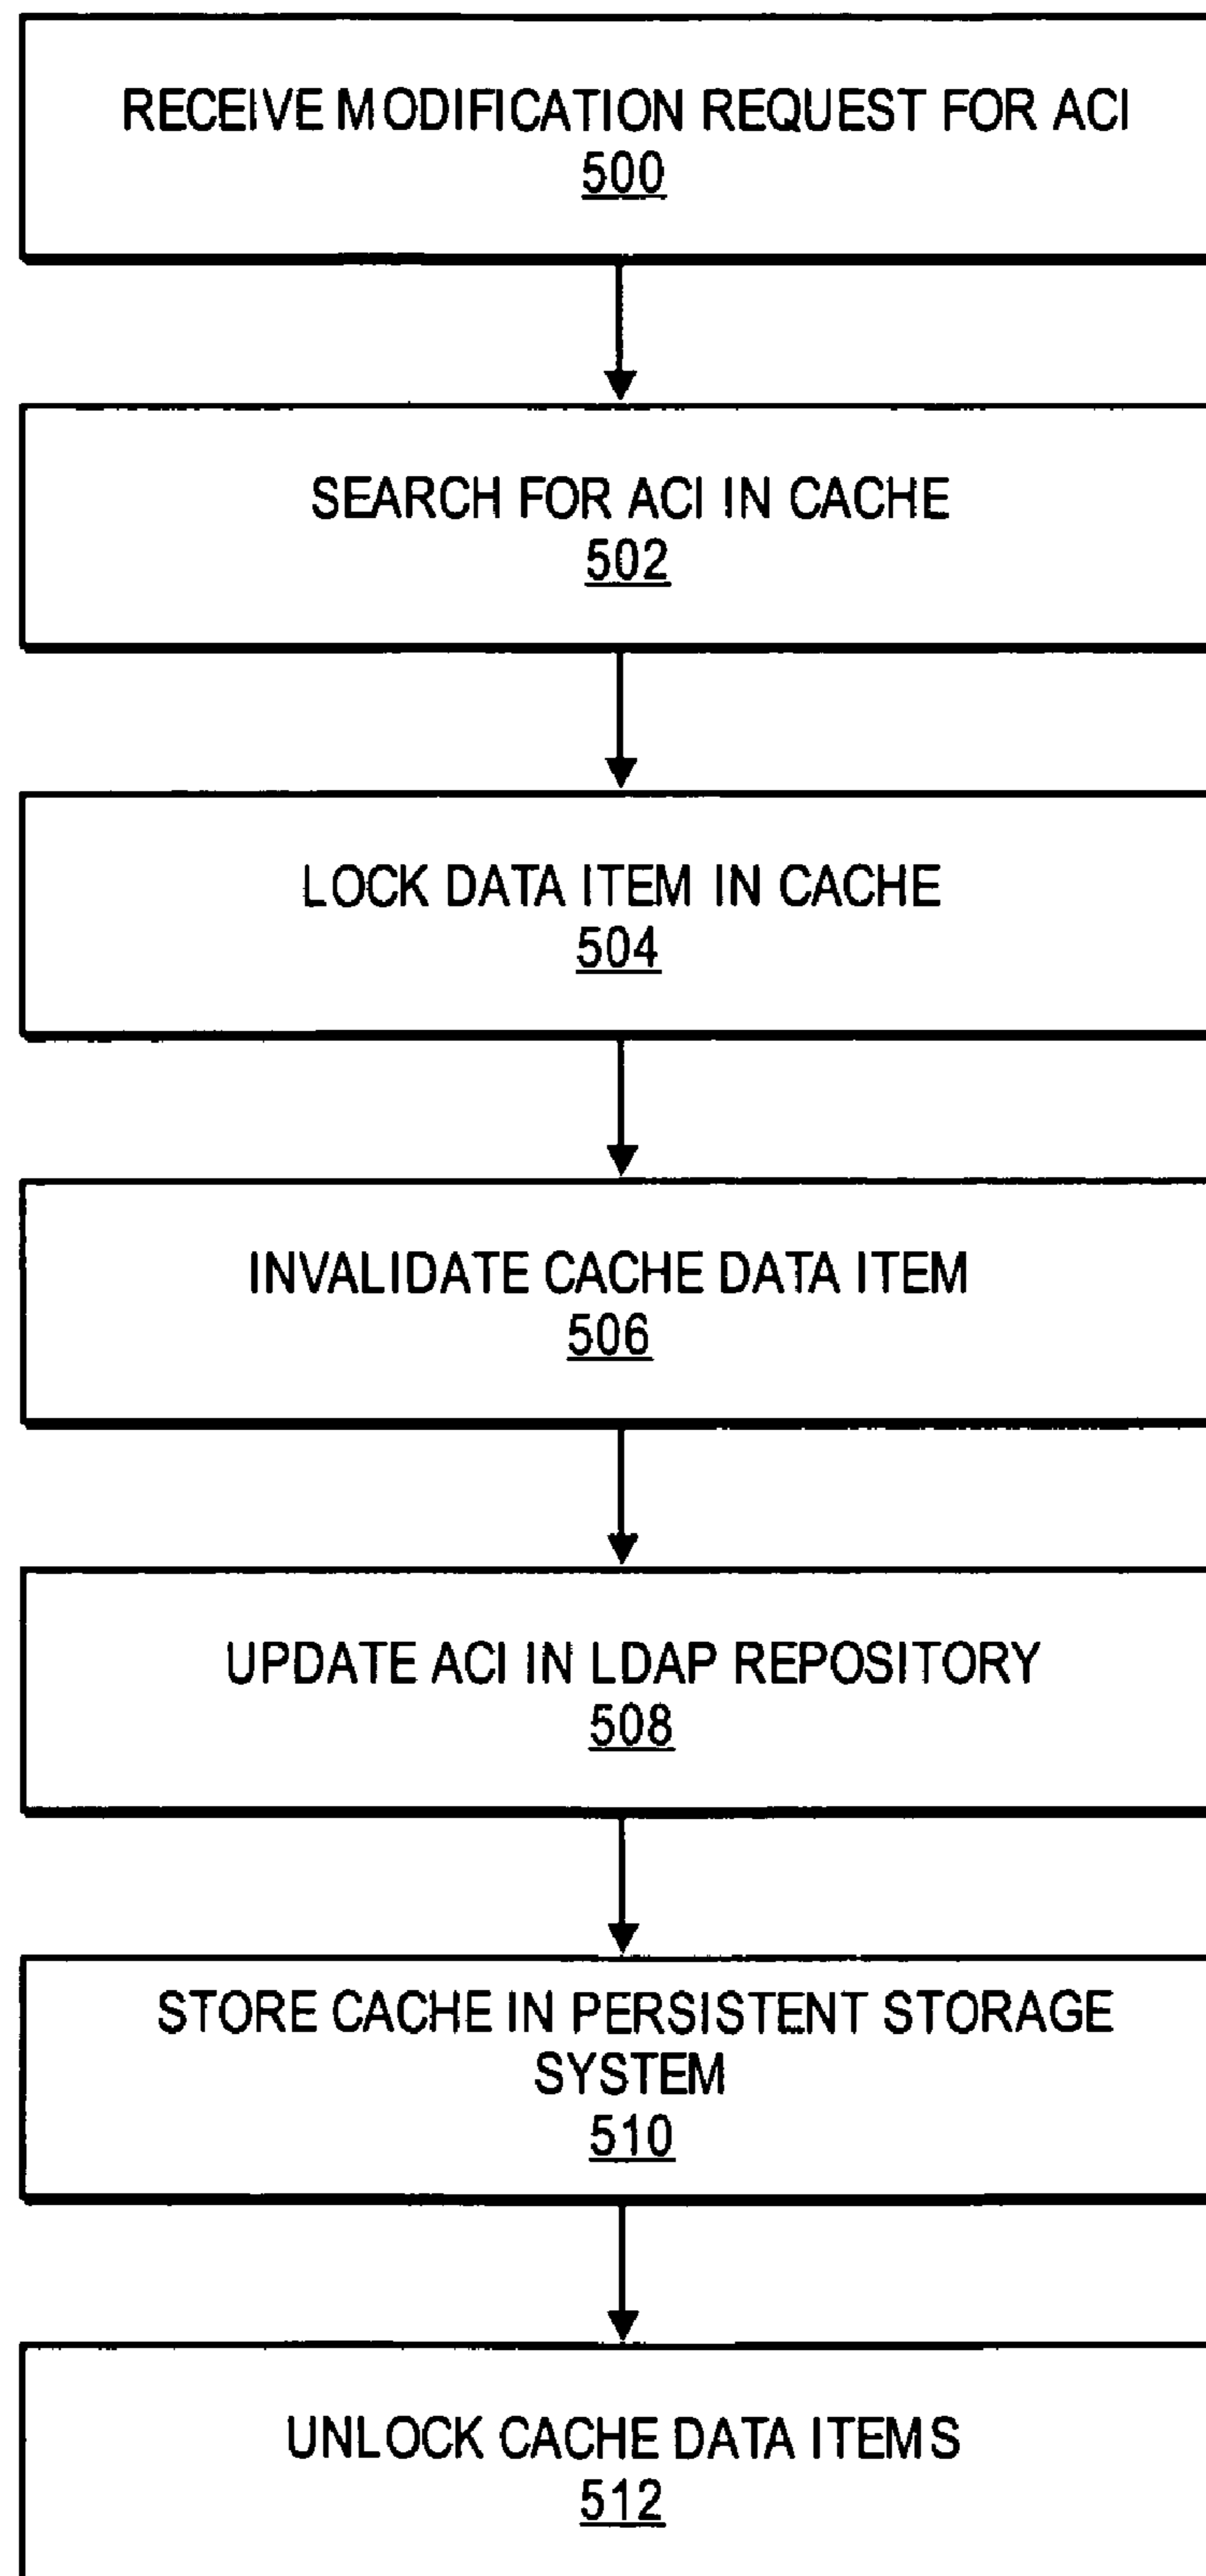 RECEIVE MODIFICATION REQUEST FOR ACI
500
SEARCH FOR ACI IN CACHE
502
LOCK DATA ITEM IN CACHE
504
INVALIDATE CACHE DATA ITEM
506
UPDATE ACI IN LDAP REPOSITORY
508
STORE CACHE IN PERSISTENT STORAGE
SYSTEM
510
UNLOCK CACHE DATA ITEMS
512